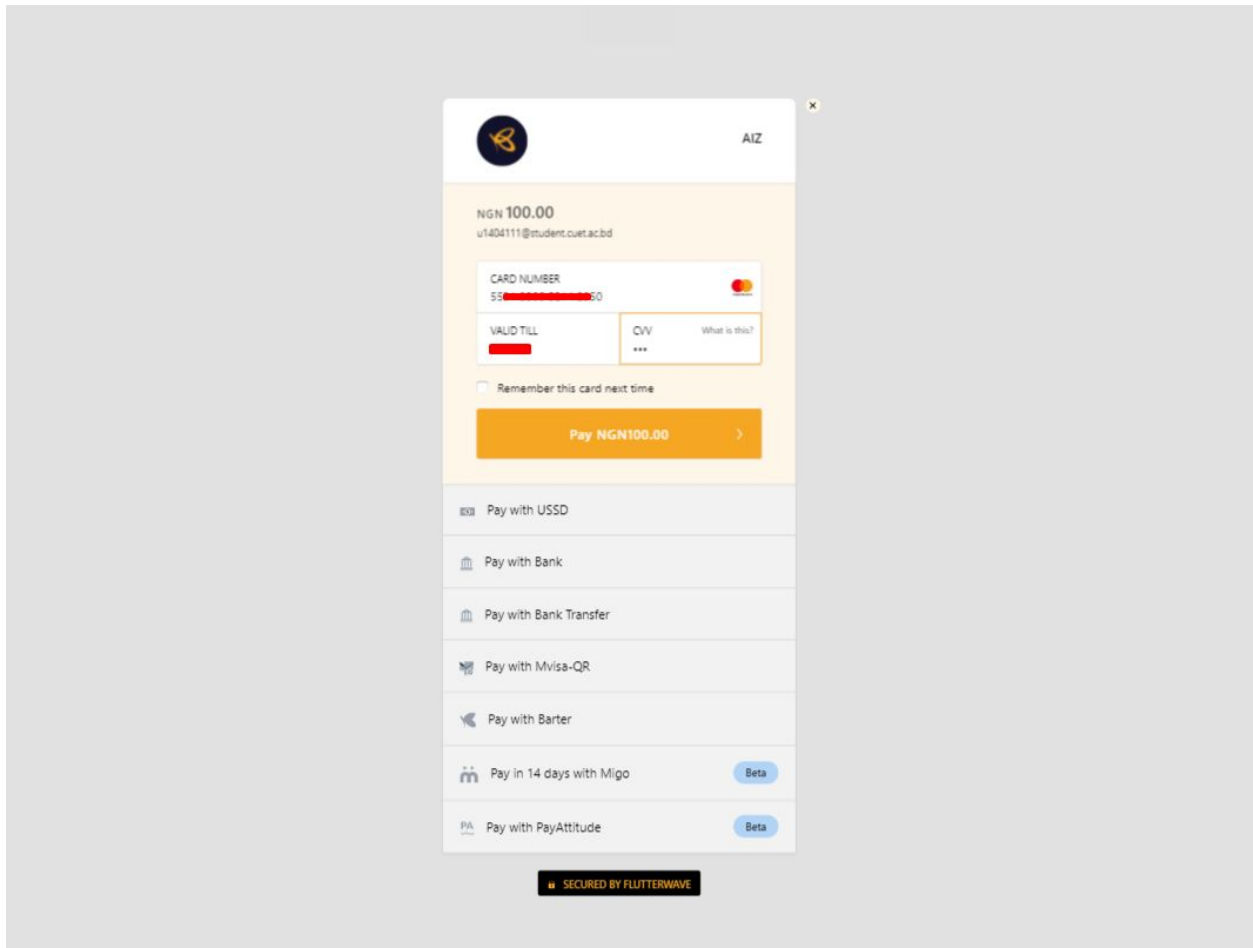 AIZ
NGN 100.00
u1404111@student.cuet.ac.bd
CARD NUMBER
55 50
VALID TILL
CVV What is this?
•••
Remember this card next time
Pay NGN100.00
Pay with USSD
Pay with Bank
Pay with Bank Transfer
Pay with Mvisa-QR
Pay with Barter
Pay in 14 days with Migo Beta
PA Pay with PayAttitude Beta
SECURED BY FLUTTERWAVE